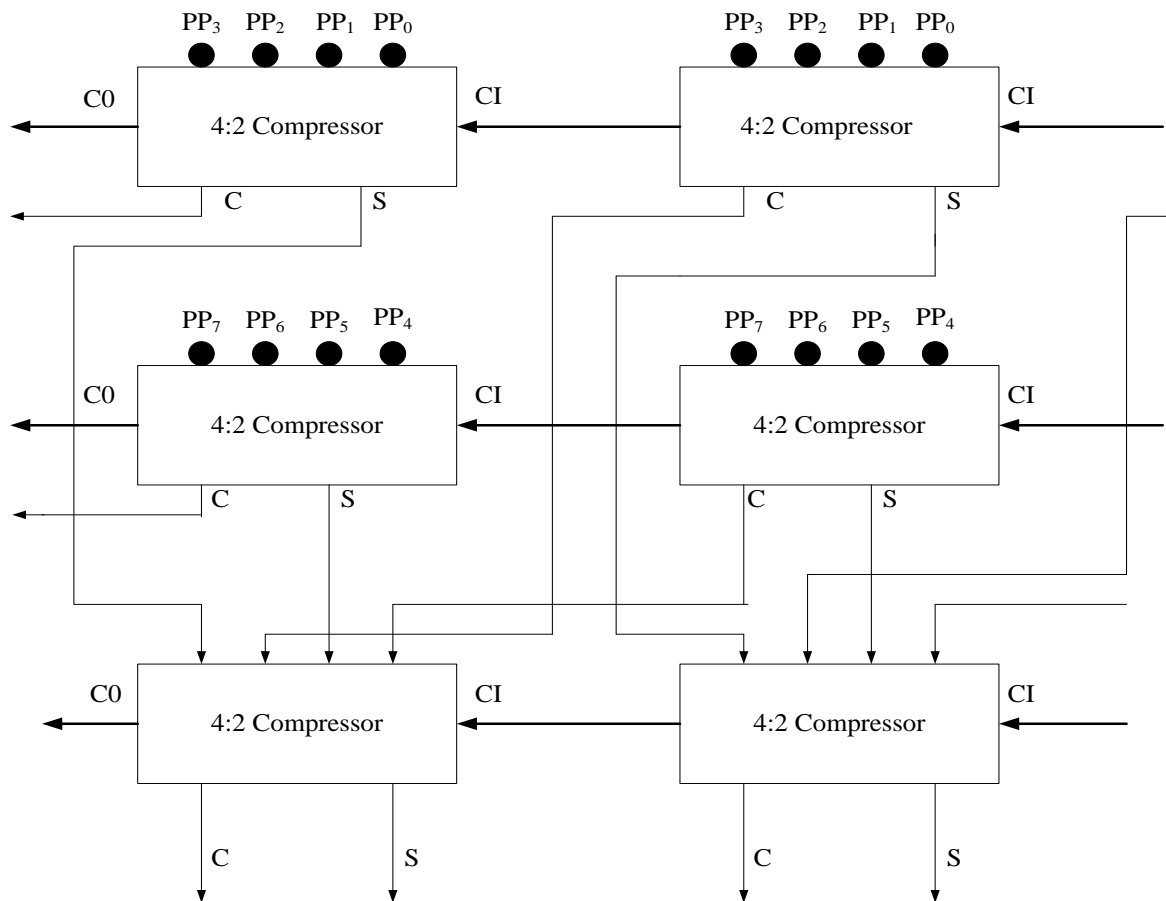 PP₃ PP₂ PP₁ PP₀ PP₃ PP₂ PP₁ PP₀
C0 CI CI
4:2 Compressor 4:2 Compressor
C S C S
PP₇ PP₆ PP₅ PP₄ PP₇ PP₆ PP₅ PP₄
C0 CI CI
4:2 Compressor 4:2 Compressor
C S C S
C0 CI CI
4:2 Compressor 4:2 Compressor
C S C S